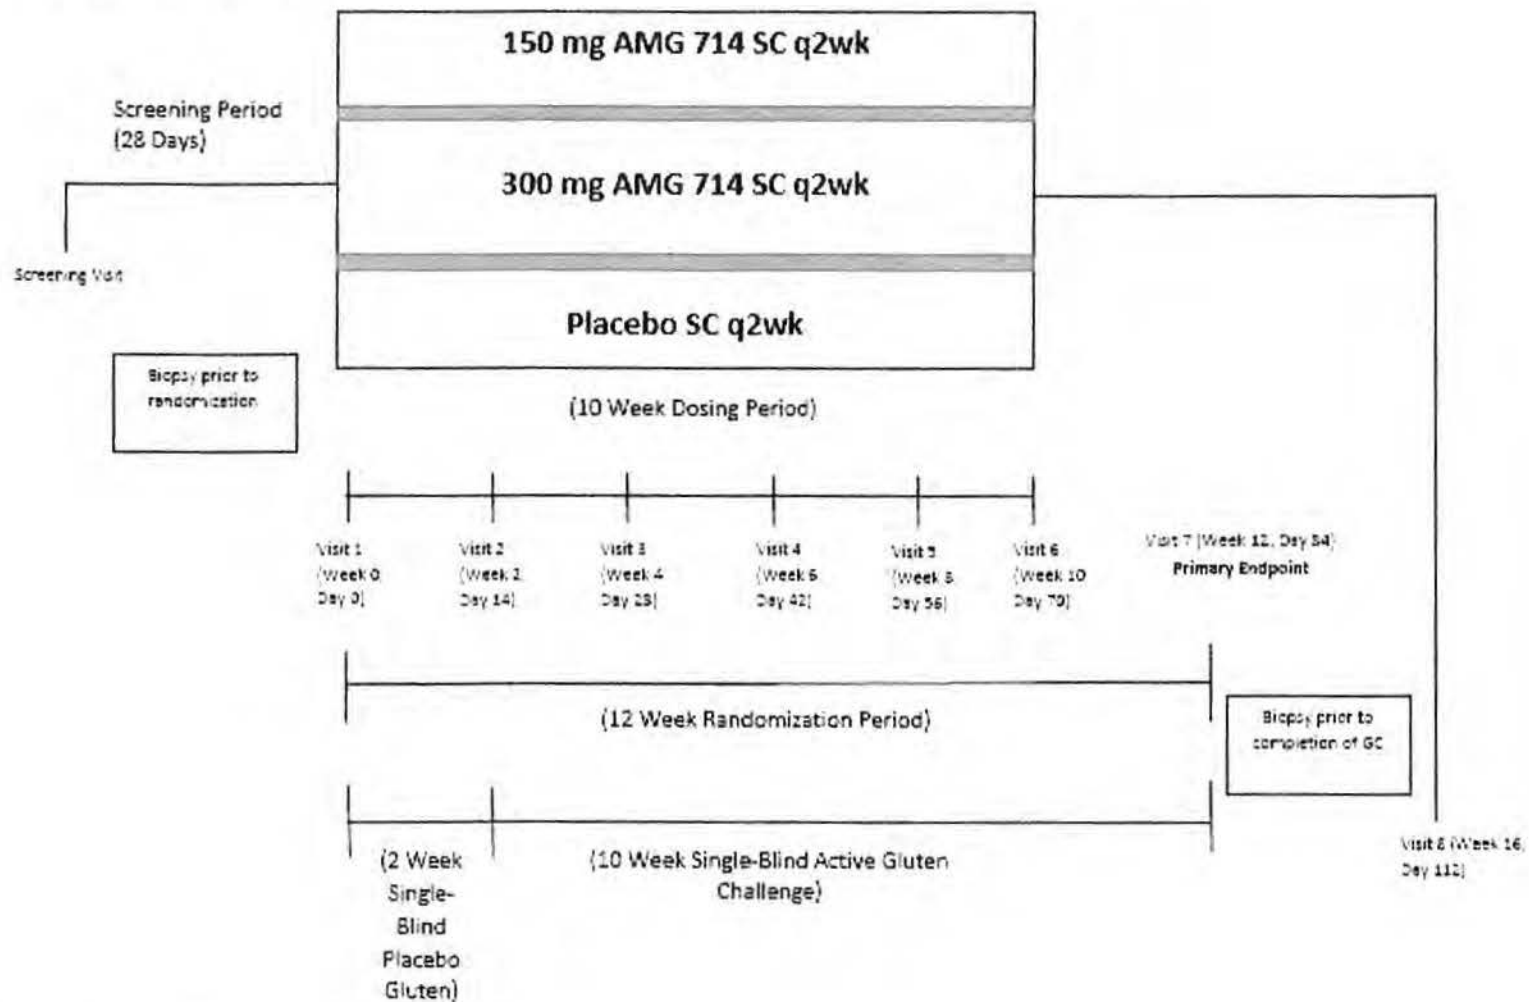 150 mg AMG 714 SC q2wk
Screening Period
(28 Days)
300 mg AMG 714 SC q2wk
Screening Visit
Placebo SC q2wk
Biopsy prior to
randomization
(10 Week Dosing Period)
Visit 1
(Week 0
Day 0)
Visit 2
(Week 2
Day 14)
Visit 3
(Week 4
Day 28)
Visit 4
(Week 6
Day 42)
Visit 5
(Week 8
Day 56)
Visit 6
(Week 10
Day 70)
Visit 7 (Week 12, Day 84)
Primary Endpoint
(12 Week Randomization Period)
Biopsy prior to
completion of GC
(2 Week
Single-
Blind
Placebo
Gluten)
(10 Week Single-Blind Active Gluten
Challenge)
Visit 8 (Week 16,
Day 112)